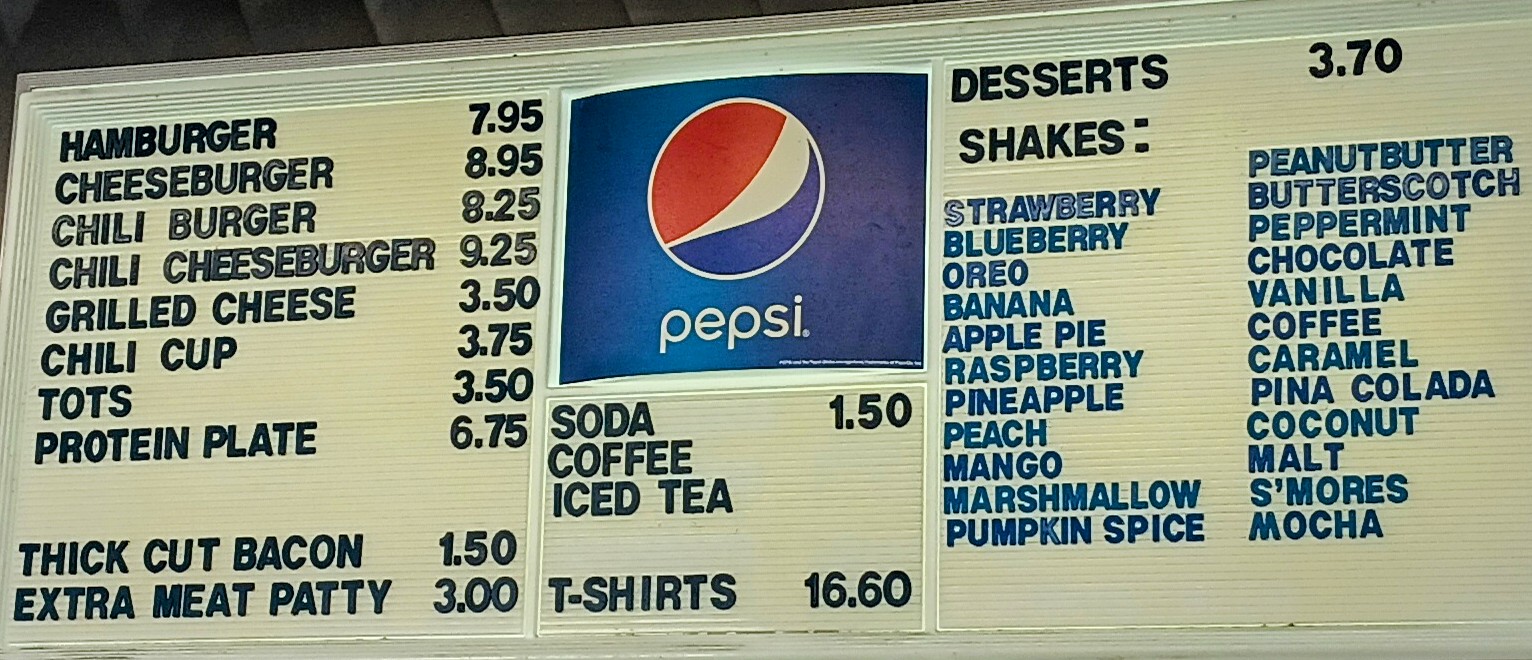 HAMBURGER 7.95
CHEESEBURGER 8.95
CHILI BURGER 8.25
CHILI CHEESEBURGER 9.25
GRILLED CHEESE 3.50
CHILI CUP 3.75
TOTS 3.50
PROTEIN PLATE 6.75
THICK CUT BACON 1.50
EXTRA MEAT PATTY 3.00
pepsi®
SODA 1.50
COFFEE
ICED TEA
T-SHIRTS 16.60
DESSERTS 3.70
SHAKES:
STRAWBERRY
BLUEBERRY
OREO
BANANA
APPLE PIE
RASPBERRY
PINEAPPLE
PEACH
MANGO
MARSHMALLOW
PUMPKIN SPICE
PEANUTBUTTER
BUTTERSCOTCH
PEPPERMINT
CHOCOLATE
VANILLA
COFFEE
CARAMEL
PINA COLADA
COCONUT
MALT
S'MORES
MOCHA